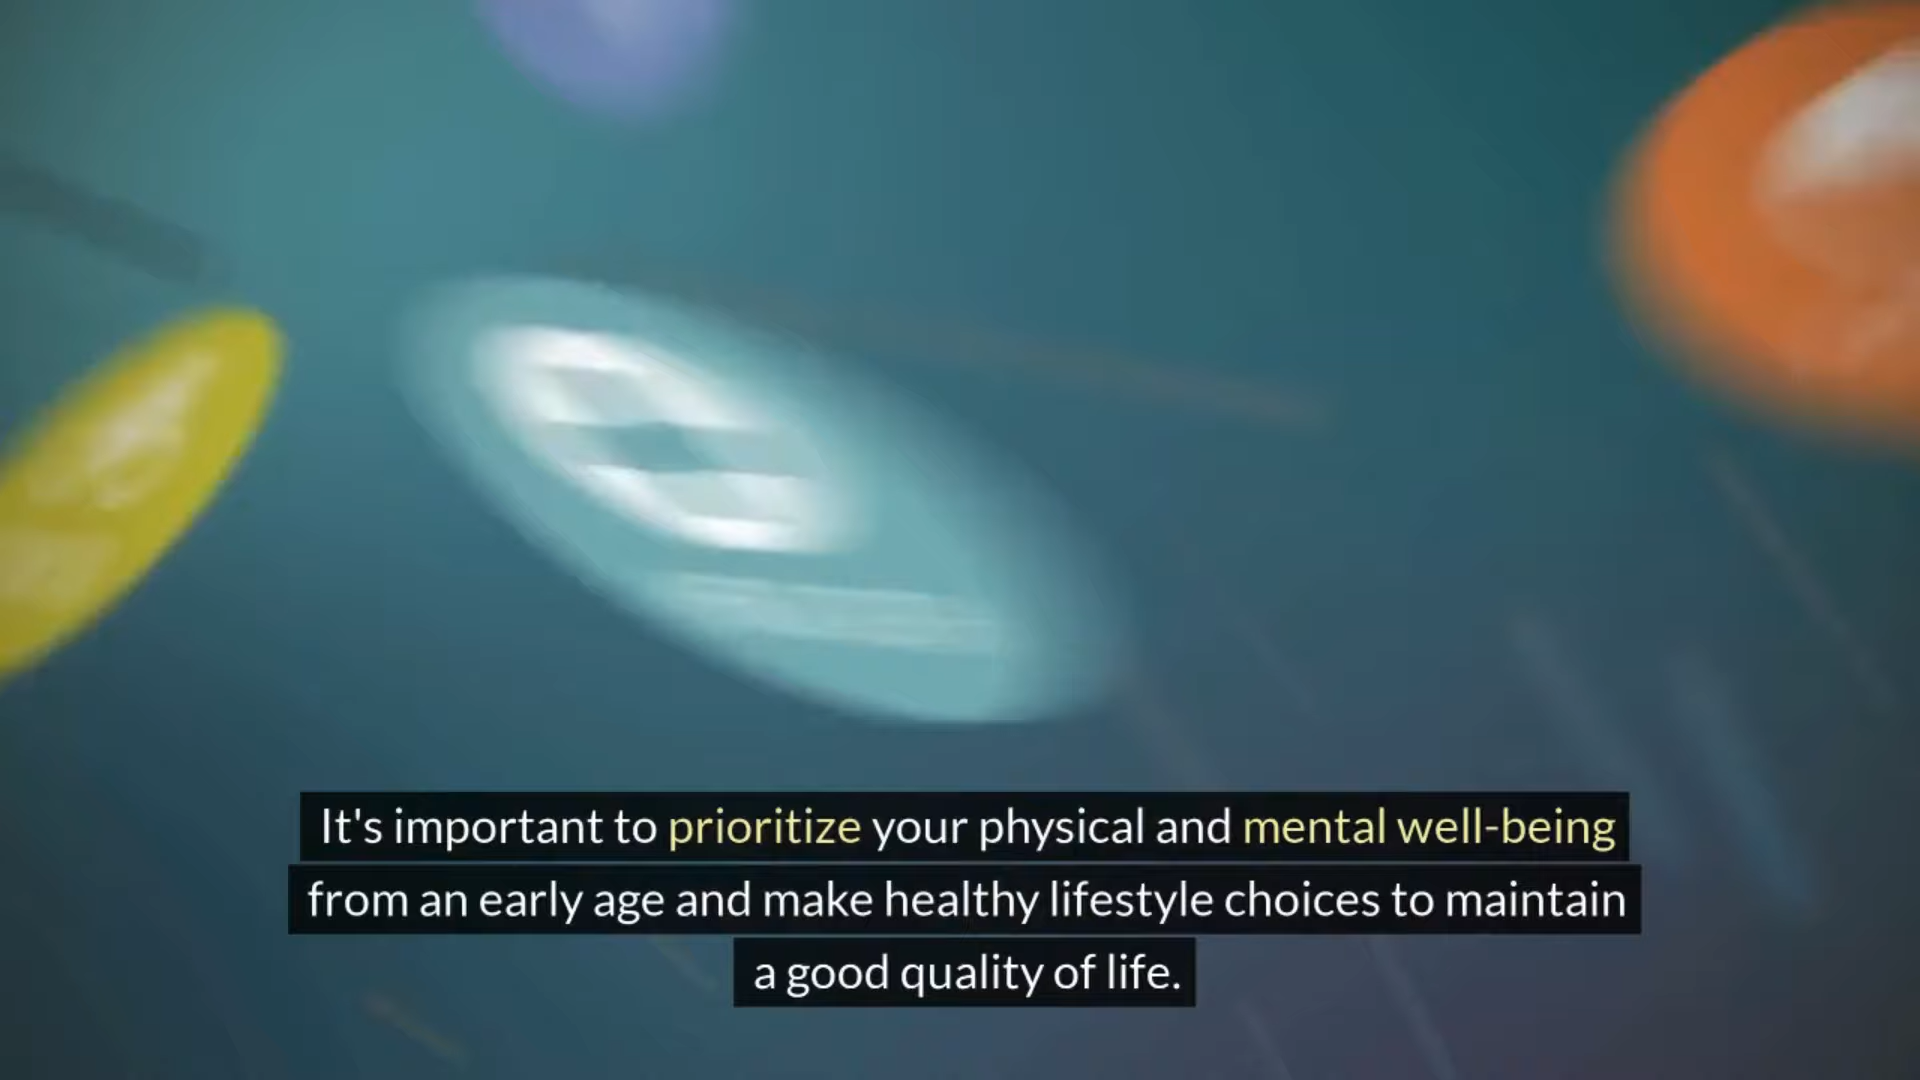 It's important to prioritize your physical and mental well-being
from an early age and make healthy lifestyle choices to maintain
a good quality of life.